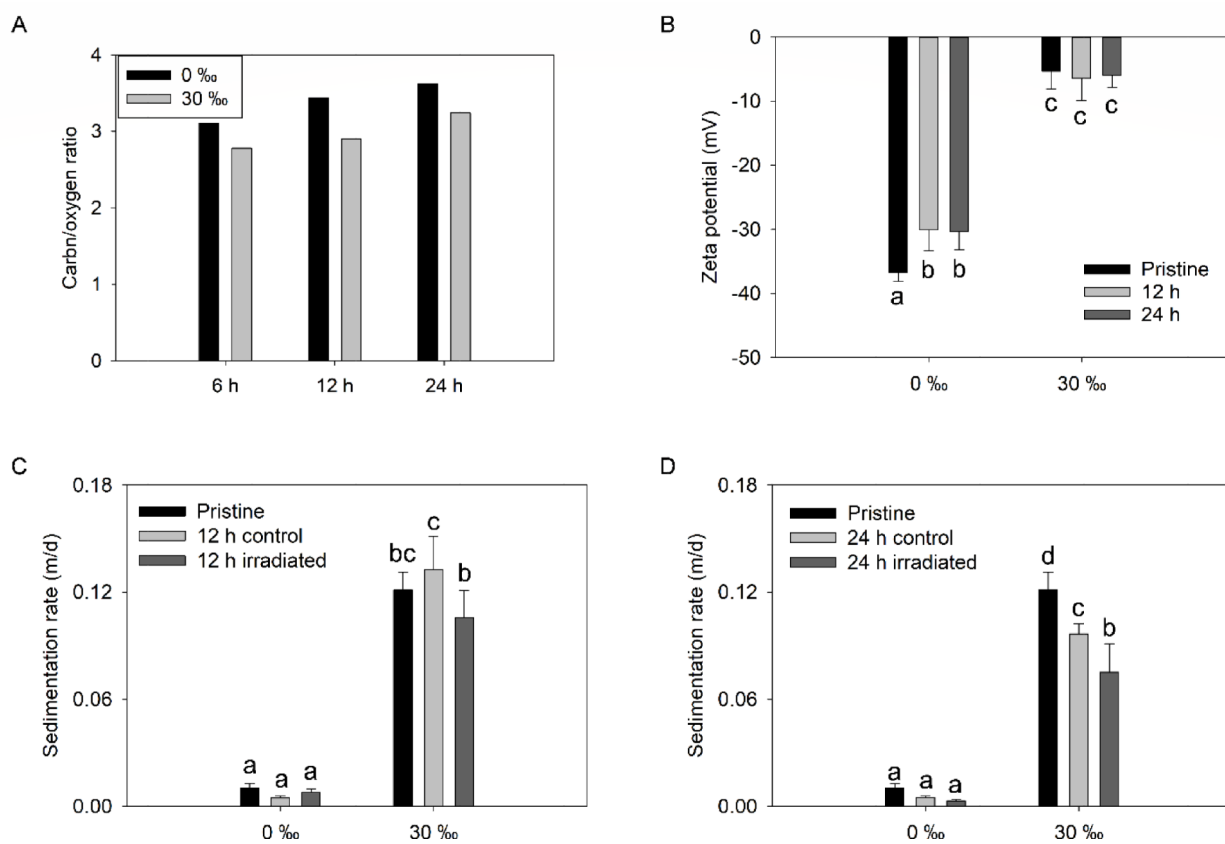 A
Carbn/oxygen ratio
4
3
2
1
0
0 ‰
30 ‰
6 h
12 h
24 h
B
Zeta potential (mV)
0
-10
-20
-30
-40
-50
a
b
b
c
c
c
Pristine
12 h
24 h
0 ‰
30 ‰
C
Sedimentation rate (m/d)
0.18
0.12
0.06
0.00
Pristine
12 h control
12 h irradiated
a
a
a
bc
c
b
0 ‰
30 ‰
D
Sedimentation rate (m/d)
0.18
0.12
0.06
0.00
Pristine
24 h control
24 h irradiated
a
a
a
d
c
b
0 ‰
30 ‰